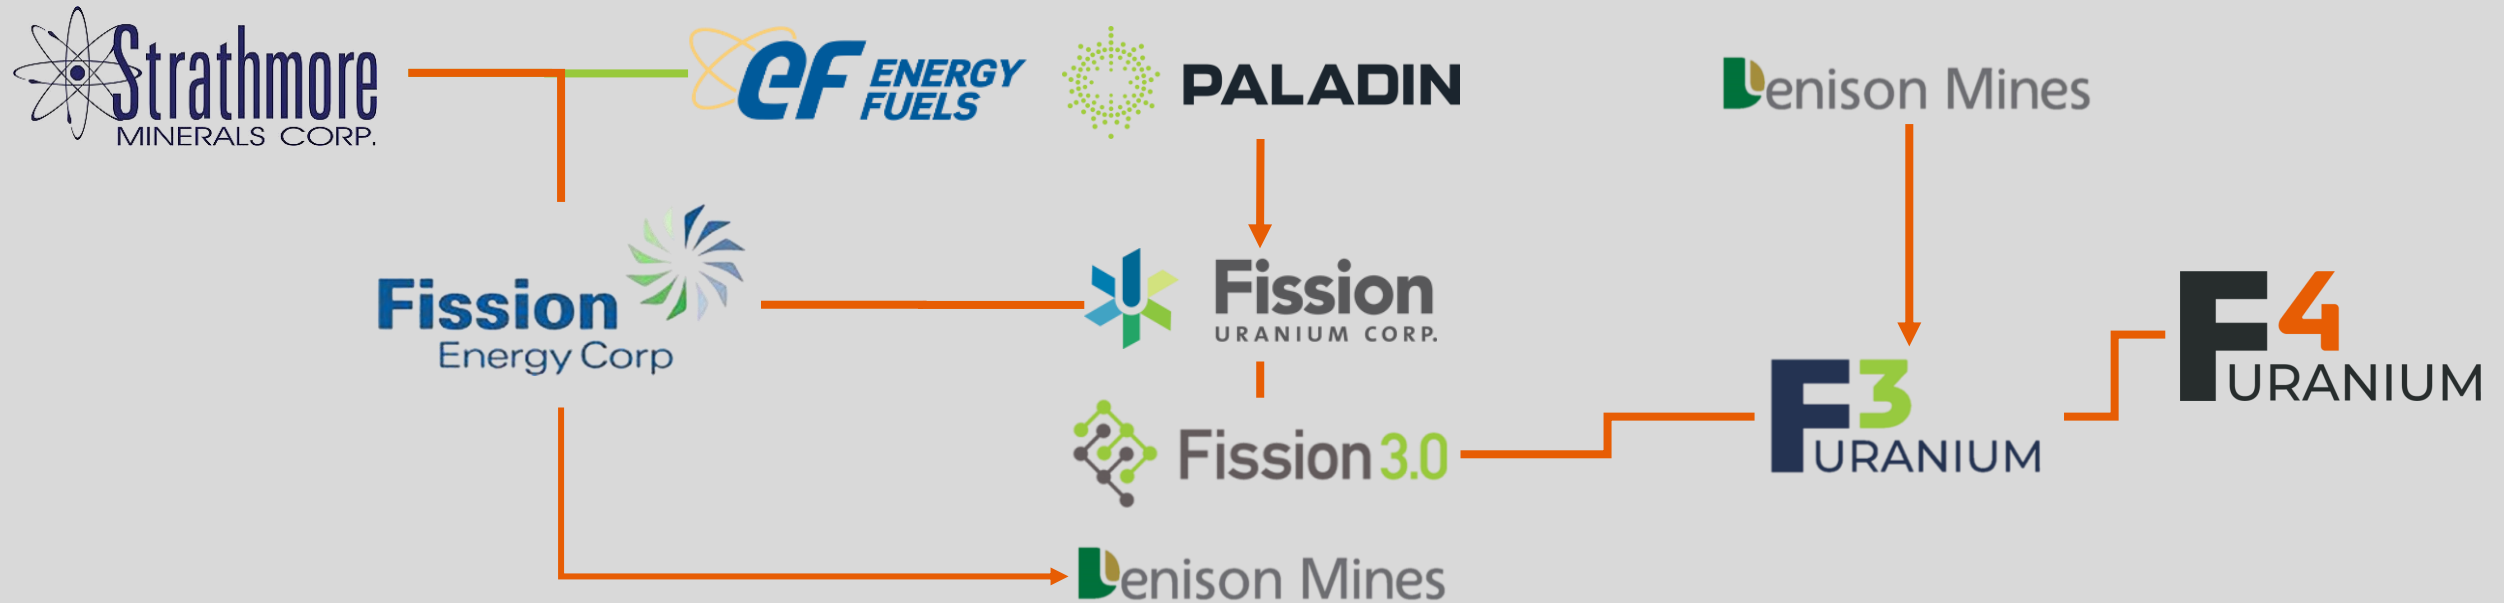 Strathmore
MINERALS CORP.
eF ENERGY
FUELS
PALADIN
Denison Mines
Fission
Energy Corp
Fission
URANIUM CORP.
Fission 3.0
Denison Mines
F3
URANIUM
F4
URANIUM